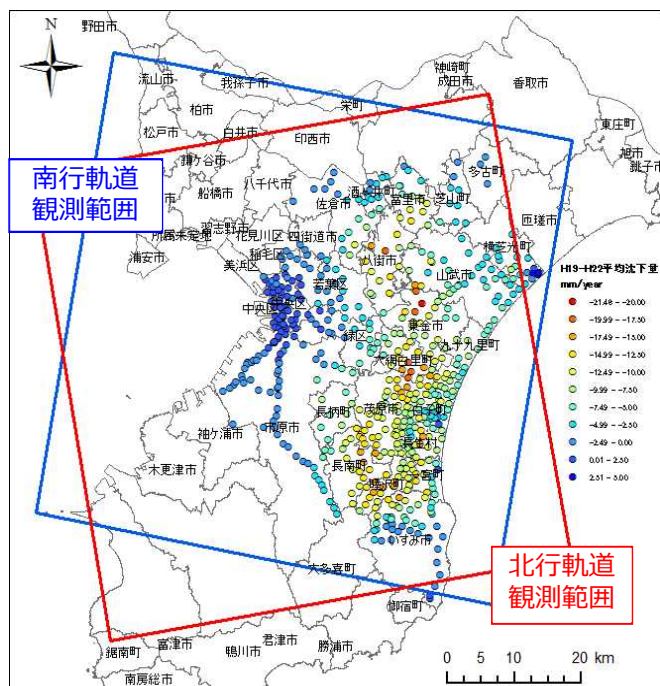 野田市
N
流山市
我孫子市
神崎町
成田市
香取市
柏市
栄町
東庄町
松戸市
白井市
印西市
旭市
銚子市
鎌ケ谷市
八千代市
酒々井町
多古町
南行軌道
観測範囲
船橋市
佐倉市
富里市
芝山町
匝瑳市
習志野市
花見川区
四街道市
横芝光町
浦安市
稲毛区
美浜区
八街市
若葉区
山武市
H19-H22平均沈下量
mm/year
中央区
-21.48 - -20.00
-19.99 - -17.50
東金市
緑区
-17.49 - -15.00
九十九里町
-14.99 - -12.50
大網白里町
-12.49 - -10.00
-9.99 - -7.50
長柄町
茂原市
白子町
-7.49 - -5.00
市原市
-4.99 - -2.50
袖ケ浦市
長生村
-2.49 - 0.00
木更津市
長南町
一宮町
0.01 - 2.50
睦沢町
2.51 - 5.00
いすみ市
大多喜町
北行軌道
観測範囲
御宿町
鋸南町
富津市
鴨川市
君津市
勝浦市
南房総市
0 5 10 20 km